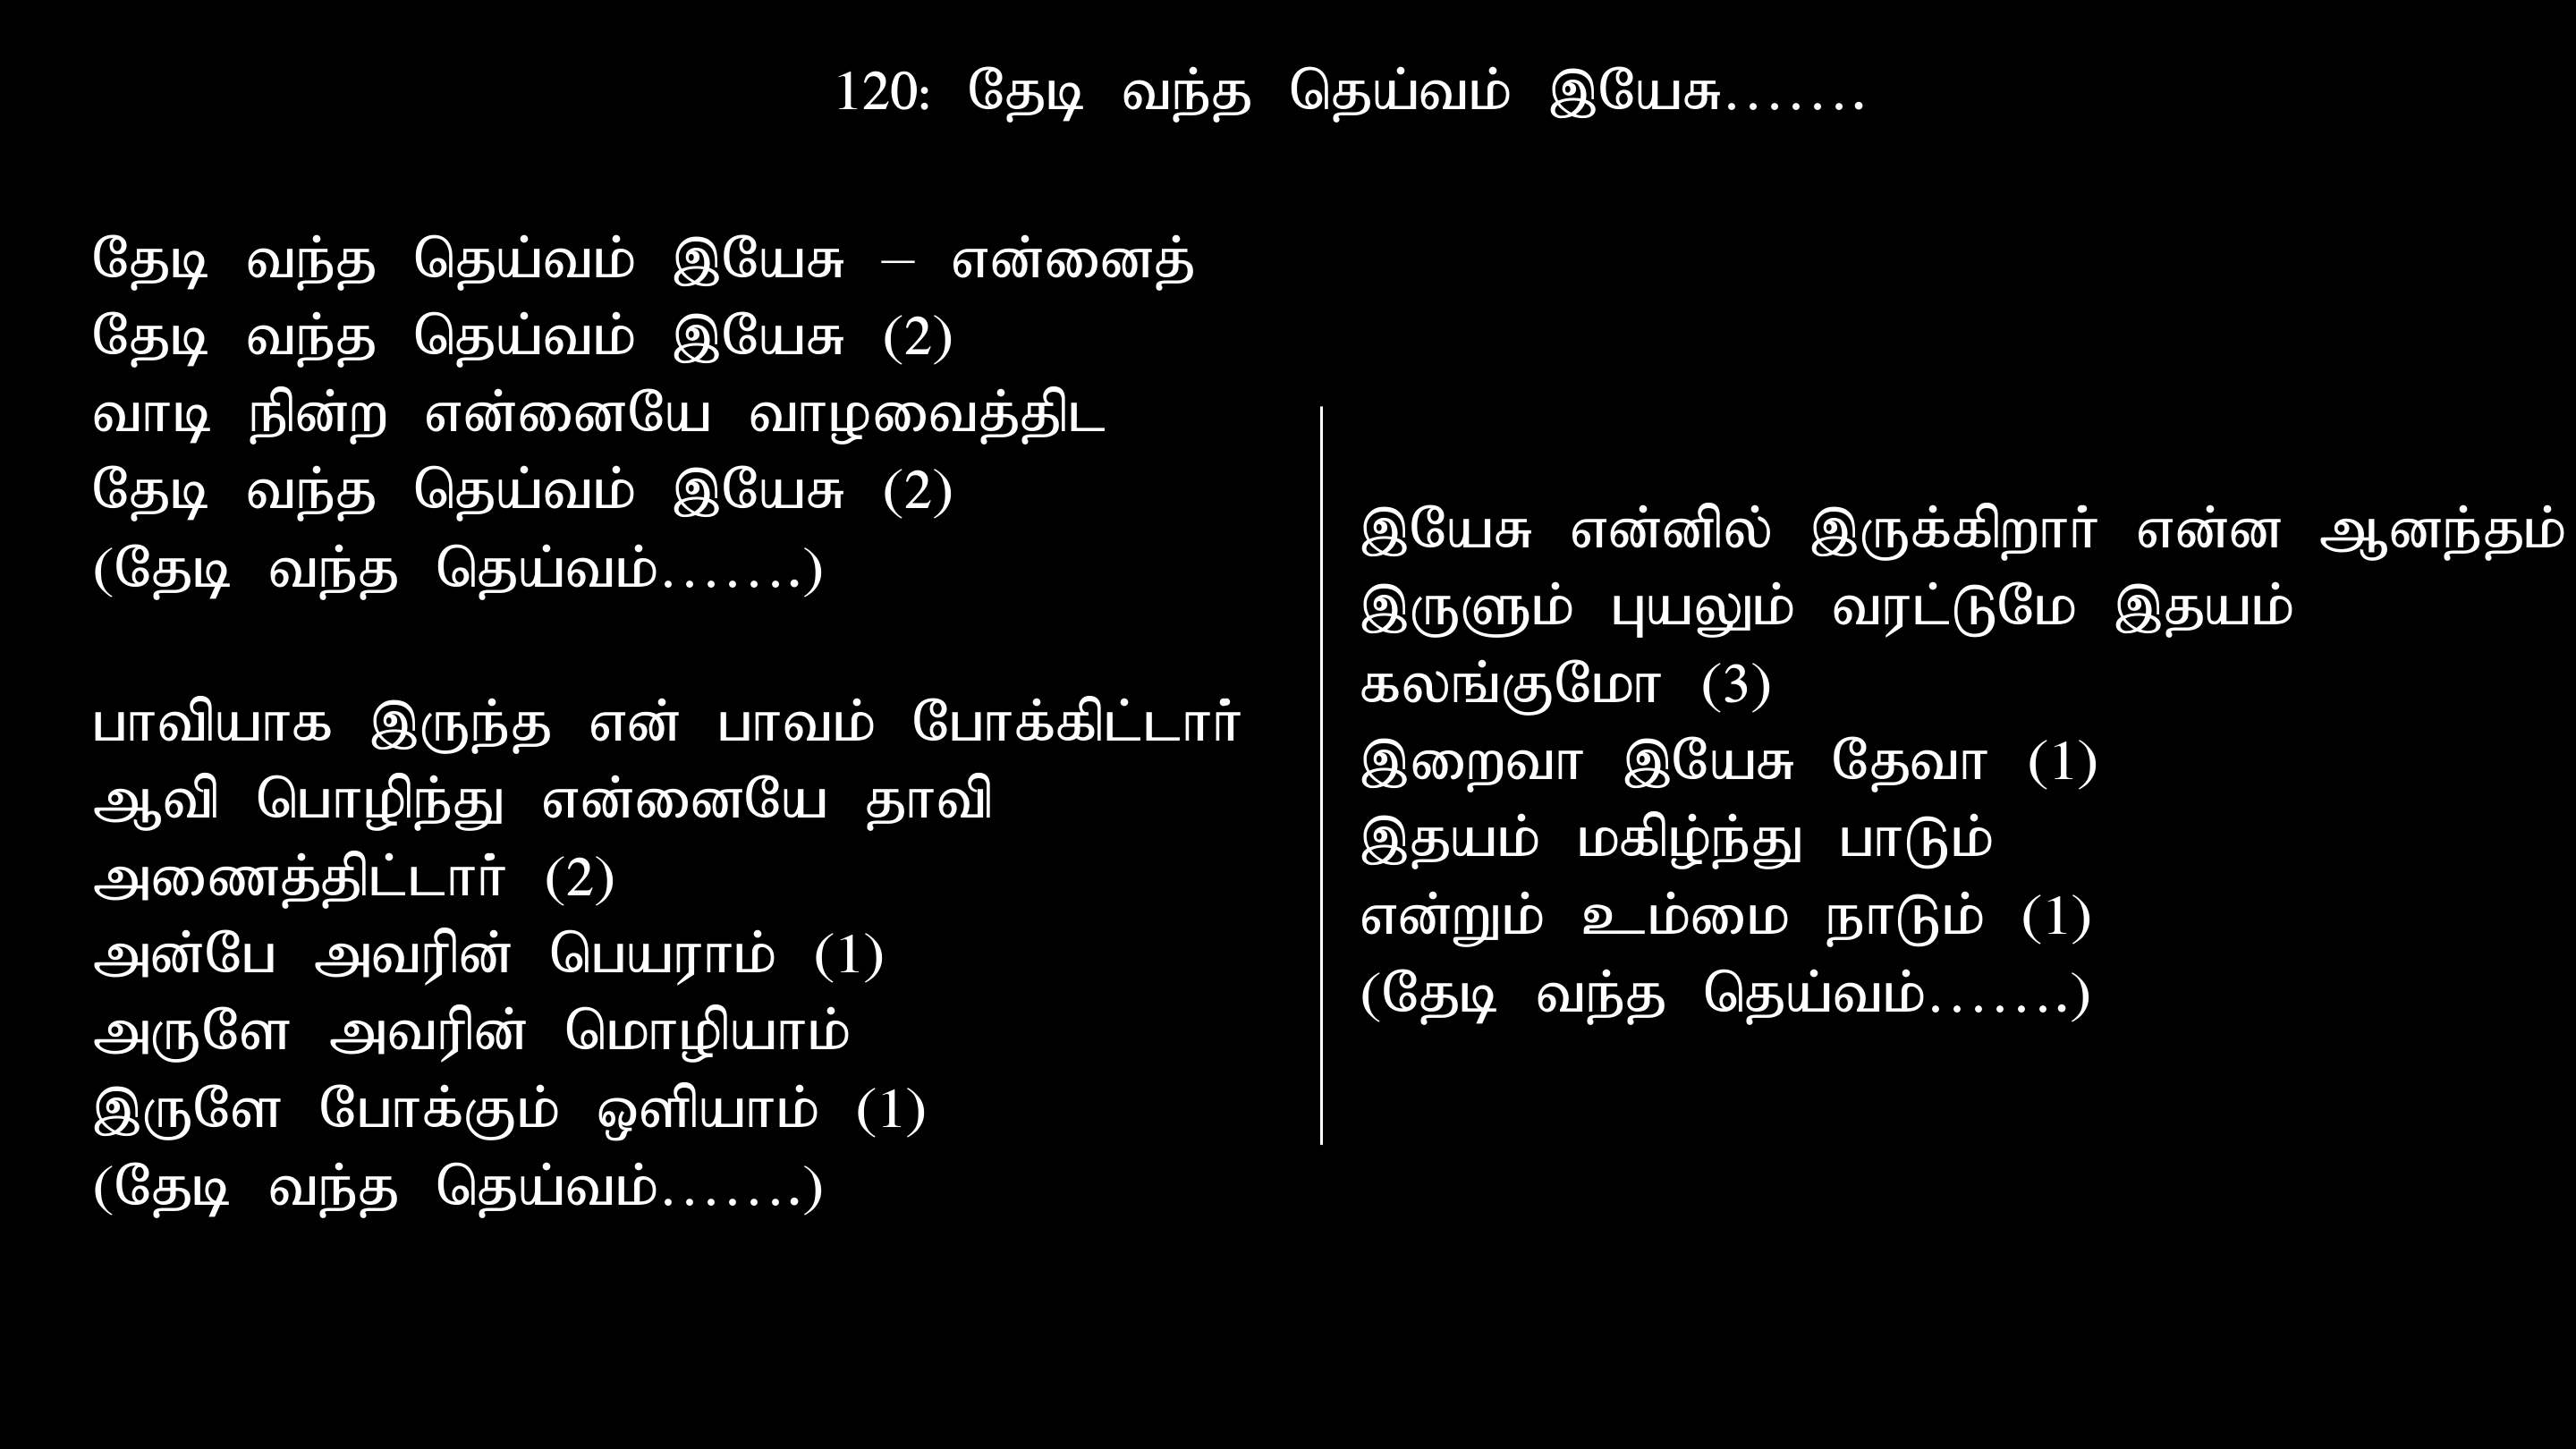 120: தேடி வந்த தெய்வம் இயேசு.......
தேடி வந்த தெய்வம் இயேசு – என்னைத்
தேடி வந்த தெய்வம் இயேசு (2)
வாடி நின்ற என்னையே வாழவைத்திட
தேடி வந்த தெய்வம் இயேசு (2)
(தேடி வந்த தெய்வம்.......)
பாவியாக இருந்த என் பாவம் போக்கிட்டார்
ஆவி பொழிந்து என்னையே தாவி
அணைத்திட்டார் (2)
அன்பே அவரின் பெயராம் (1)
அருளே அவரின் மொழியாம்
இருளே போக்கும் ஒளியாம் (1)
(தேடி வந்த தெய்வம்.......)
இயேசு என்னில் இருக்கிறார் என்ன ஆனந்தம்
இருளும் புயலும் வரட்டுமே இதயம்
கலங்குமோ (3)
இறைவா இயேசு தேவா (1)
இதயம் மகிழ்ந்து பாடும்
என்றும் உம்மை நாடும் (1)
(தேடி வந்த தெய்வம்.......)